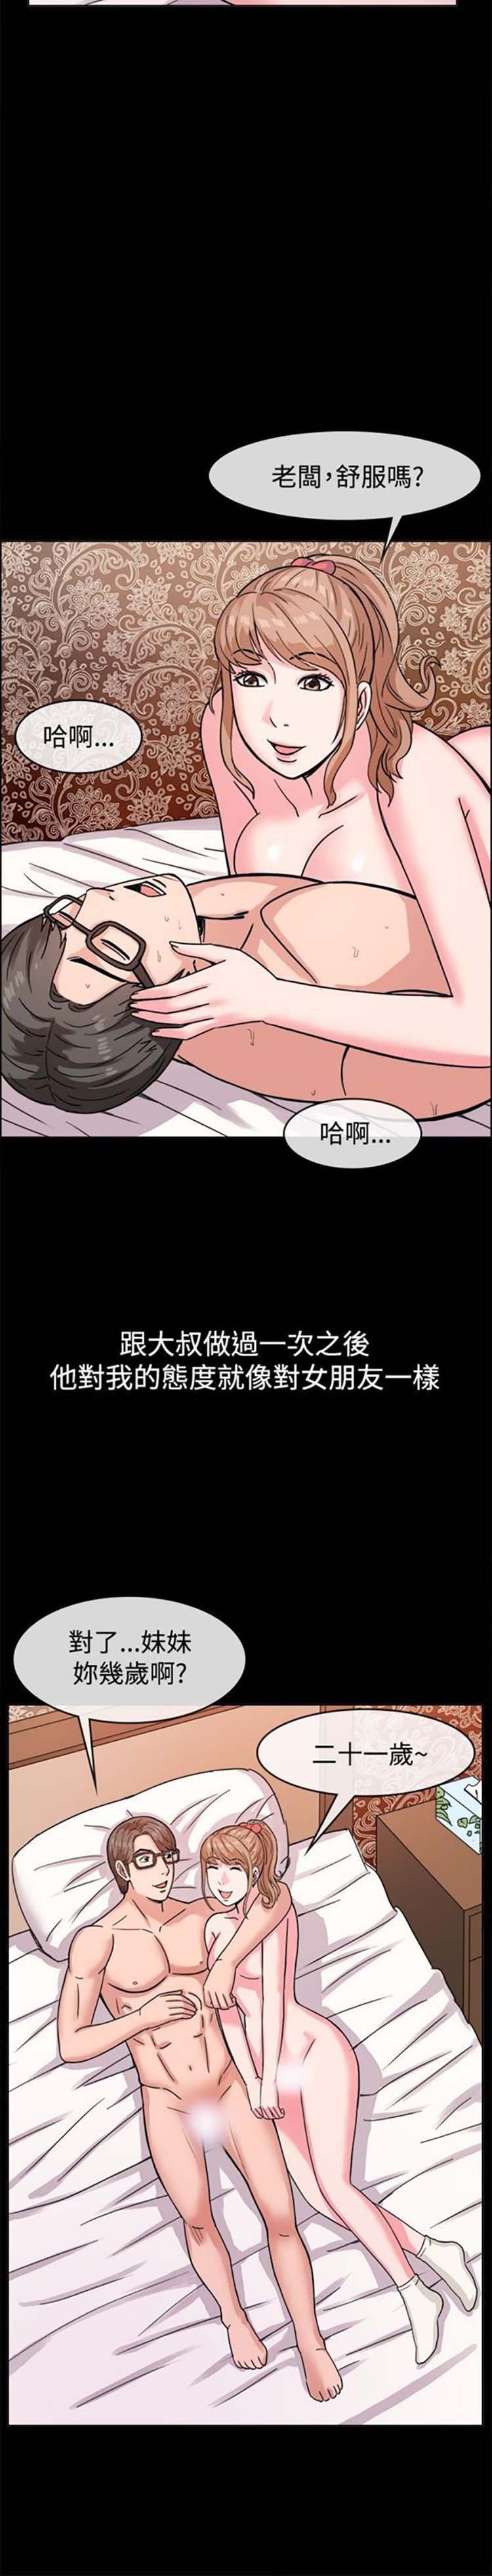 老闆，舒服嗎?
哈啊...
哈啊...
跟大叔做過一次之後
他對我的態度就像對女朋友一樣
對了...妹妹
妳幾歲啊?
二十一歲~